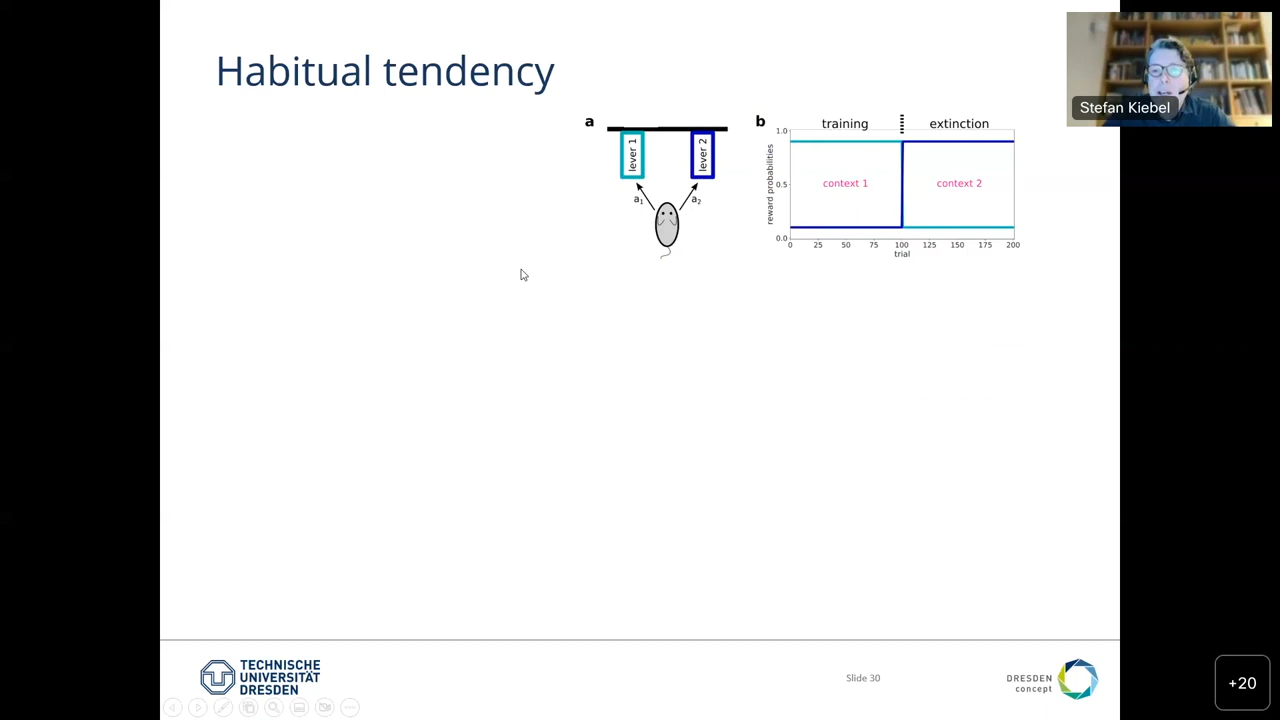 Habitual tendency
Stefan Kiebel
a
lever 1
lever 2
a1
a2
b
training
extinction
reward probabilities
1.0
0.5
0.0
context 1
context 2
0 25 50 75 100 125 150 175 200
trial
TECHNISCHE
UNIVERSITÄT
DRESDEN
Slide 30
DRESDEN
concept
+20